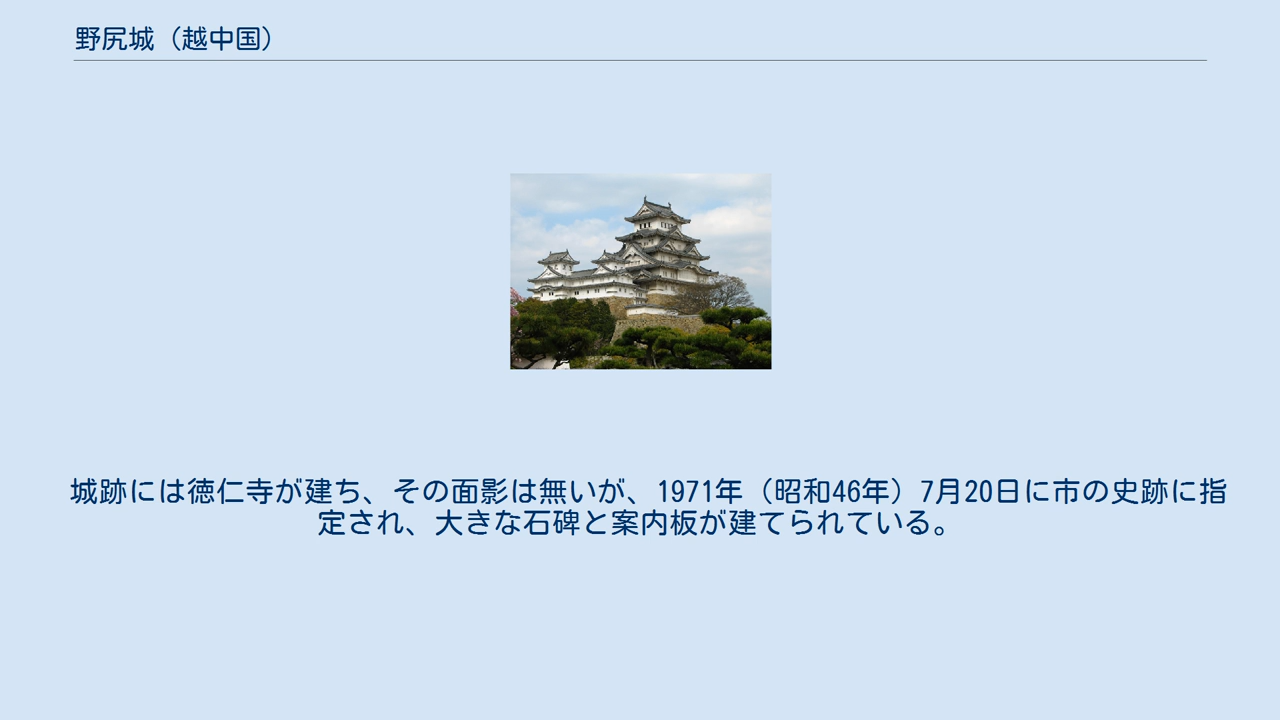 野尻城（越中国）
城跡には徳仁寺が建ち、その面影は無いが、1971年（昭和46年）7月20日に市の史跡に指
定され、大きな石碑と案内板が建てられている。